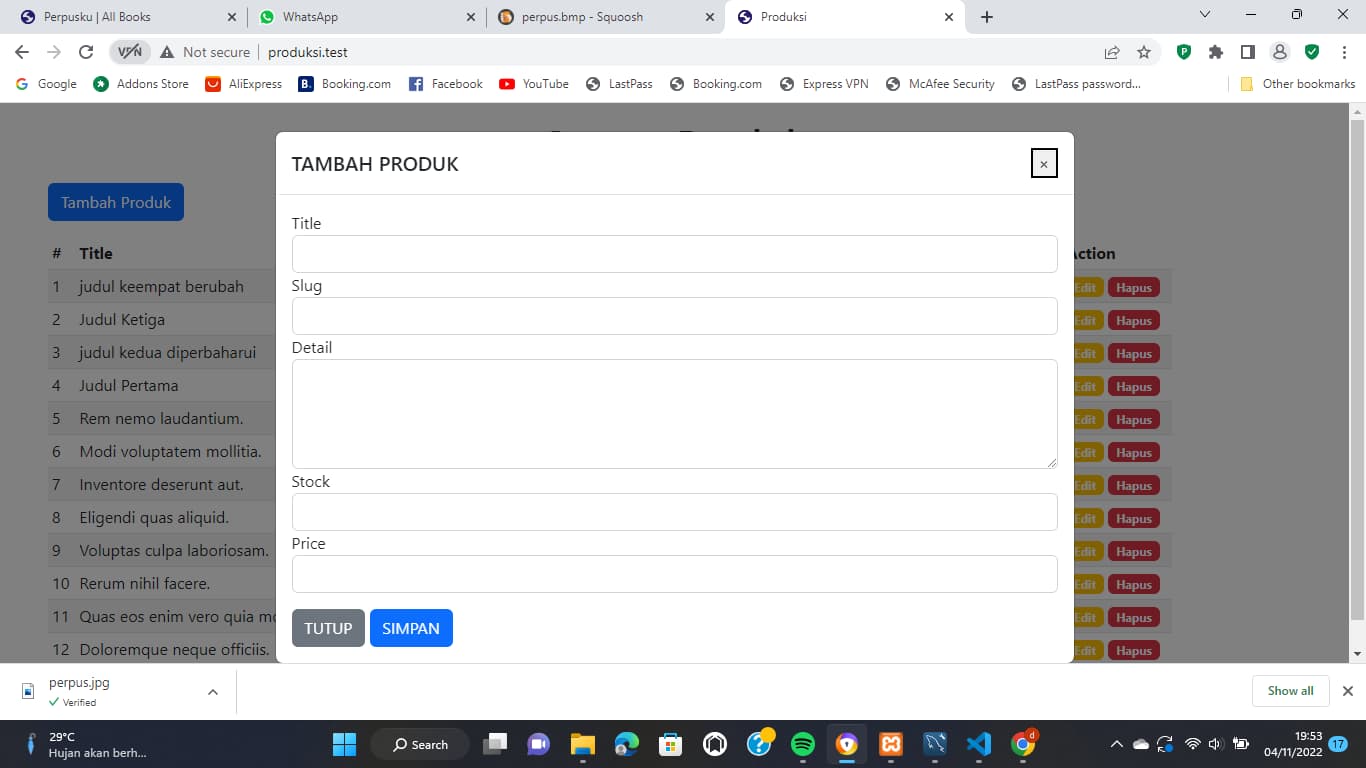 Perpusku | All Books
WhatsApp
perpus.bmp - Squoosh
Produksi
VPN
Not secure
produksi.test
Google
Addons Store
AliExpress
Booking.com
Facebook
YouTube
LastPass
Booking.com
Express VPN
McAfee Security
LastPass password...
Other bookmarks
TAMBAH PRODUK
×
Tambah Produk
Title
Slug
Detail
Stock
Price
TUTUP SIMPAN
# Title
1 judul keempat berubah Edit Hapus
2 Judul Ketiga Edit Hapus
3 judul kedua diperbaharui Edit Hapus
4 Judul Pertama Edit Hapus
5 Rem nemo laudantium. Edit Hapus
6 Modi voluptatem mollitia. Edit Hapus
7 Inventore deserunt aut. Edit Hapus
8 Eligendi quas aliquid. Edit Hapus
9 Voluptas culpa laboriosam. Edit Hapus
10 Rerum nihil facere. Edit Hapus
11 Quas eos enim vero quia Edit Hapus
12 Doloremque neque officiis. Edit Hapus
perpus.jpg
Verified
Show all
29°C
Hujan akan berh...
Search
19:53
04/11/2022
17